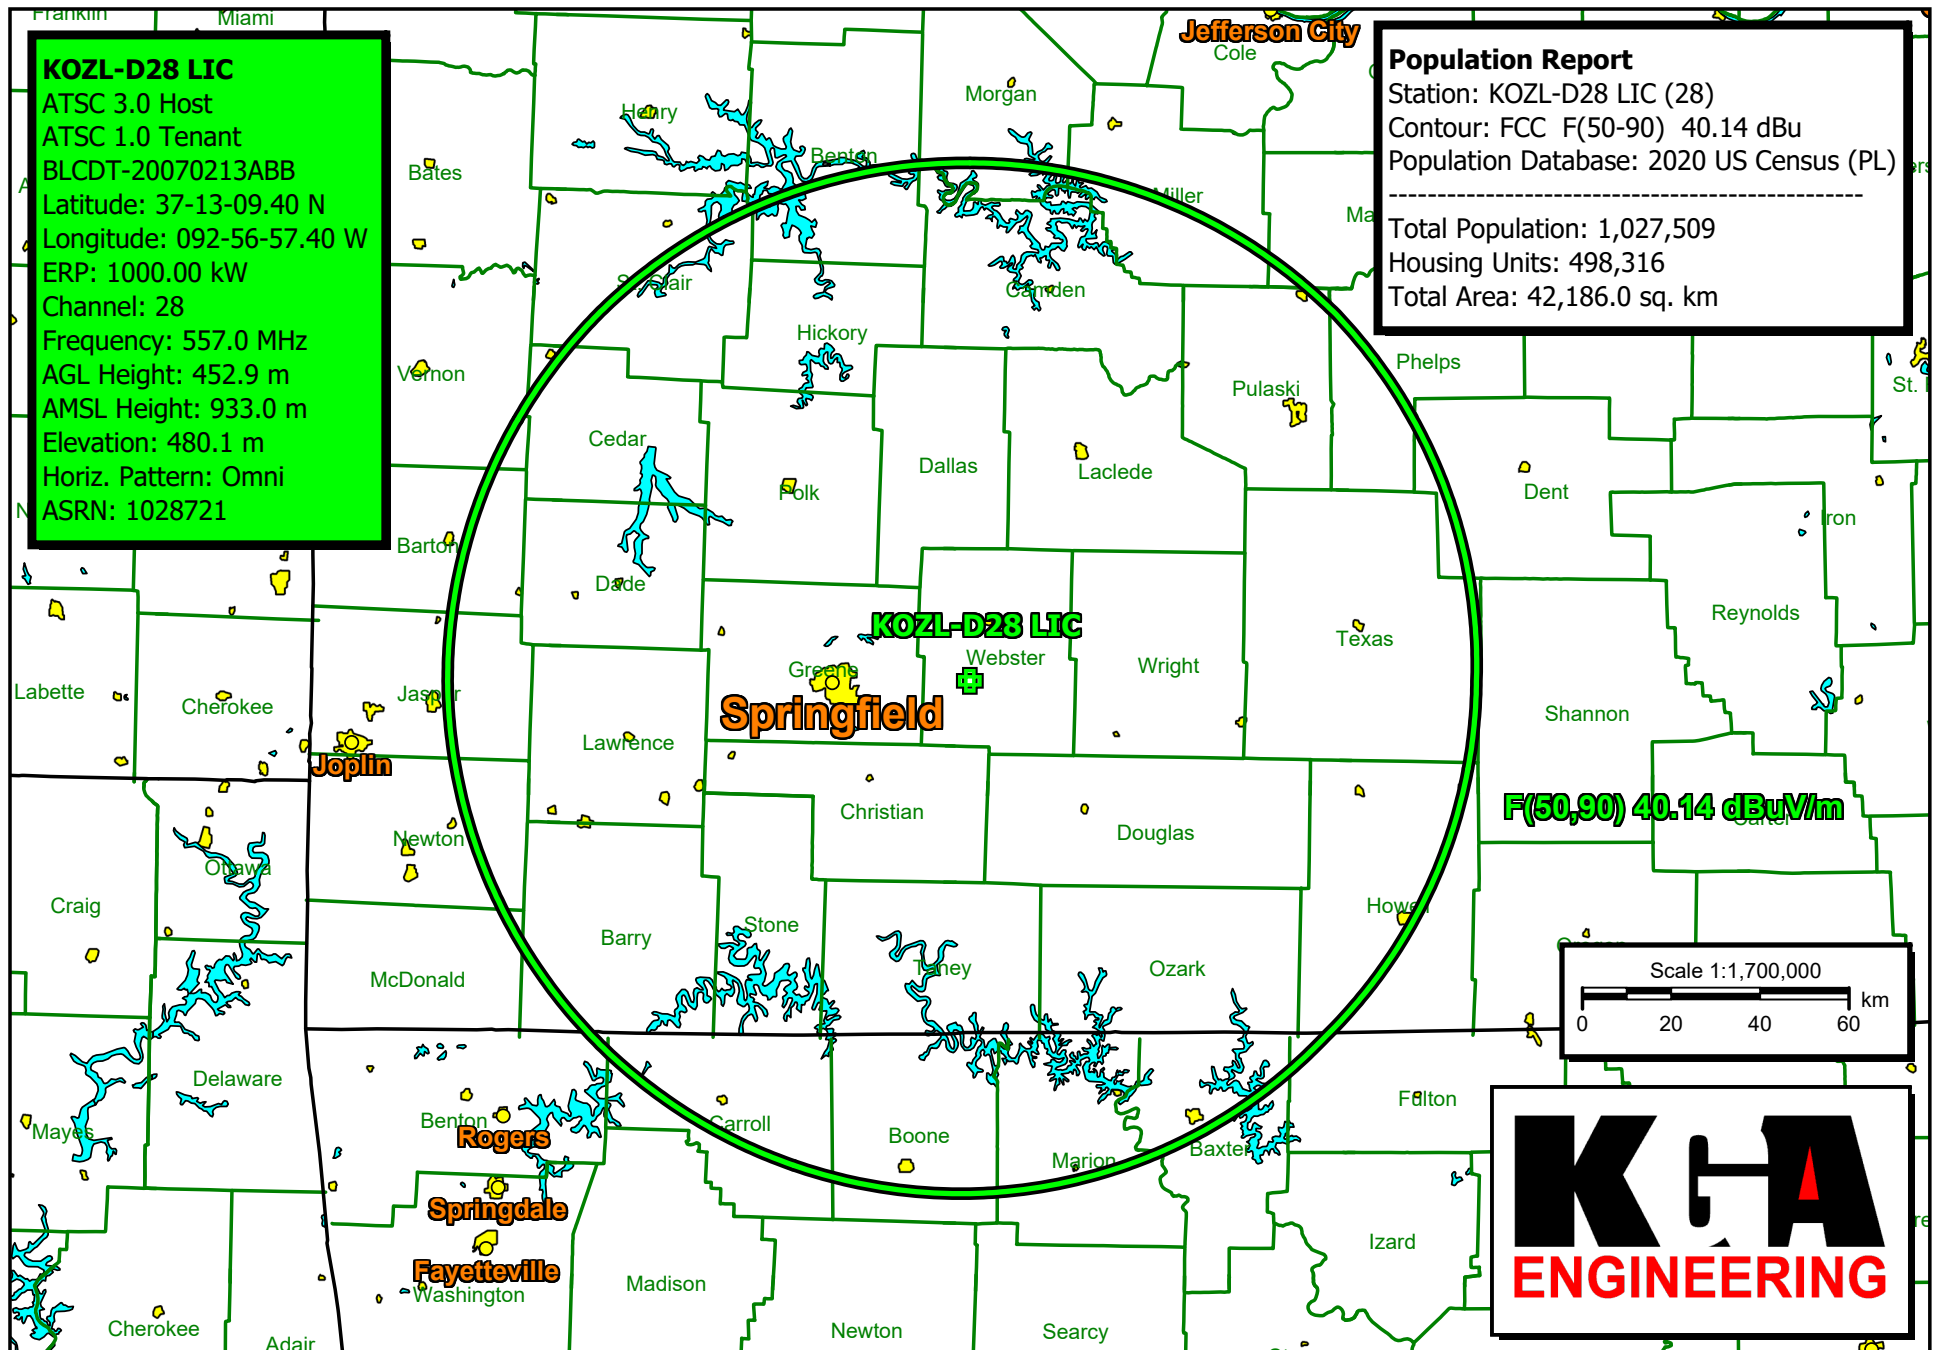 Franklin
Miami
Jefferson City
Cole
KOZL-D28 LIC
ATSC 3.0 Host
ATSC 1.0 Tenant
BLCDT-20070213ABB
Latitude: 37-13-09.40 N
Longitude: 092-56-57.40 W
ERP: 1000.00 kW
Channel: 28
Frequency: 557.0 MHz
AGL Height: 452.9 m
AMSL Height: 933.0 m
Elevation: 480.1 m
Horiz. Pattern: Omni
ASRN: 1028721
Population Report
Station: KOZL-D28 LIC (28)
Contour: FCC F(50-90) 40.14 dBu
Population Database: 2020 US Census (PL)
---------------------------------------------------------
Total Population: 1,027,509
Housing Units: 498,316
Total Area: 42,186.0 sq. km
Henry
Morgan
Bates
Benton
Miller
Ma
St. Clair
Camden
Hickory
Vernon
Phelps
Pulaski
St.
Cedar
Dallas
Laclede
Polk
Dent
Iron
Barton
Dade
KOZL-D28 LIC
Reynolds
Texas
Webster
Wright
Greene
Labette
Cherokee
Jasper
Springfield
Shannon
Lawrence
Joplin
Christian
F(50,90) 40.14 dBuV/m
Carter
Douglas
Newton
Ottawa
Craig
Howell
Stone
Barry
Oregon
Taney
Ozark
McDonald
Scale 1:1,700,000
km
0 20 40 60
Delaware
Benton
Rogers
Carroll
Boone
Fulton
Mayes
Marion
Baxter
Springdale
KGA
ENGINEERING
Izard
Fayetteville
Washington
Madison
Cherokee
Adair
Newton
Searcy